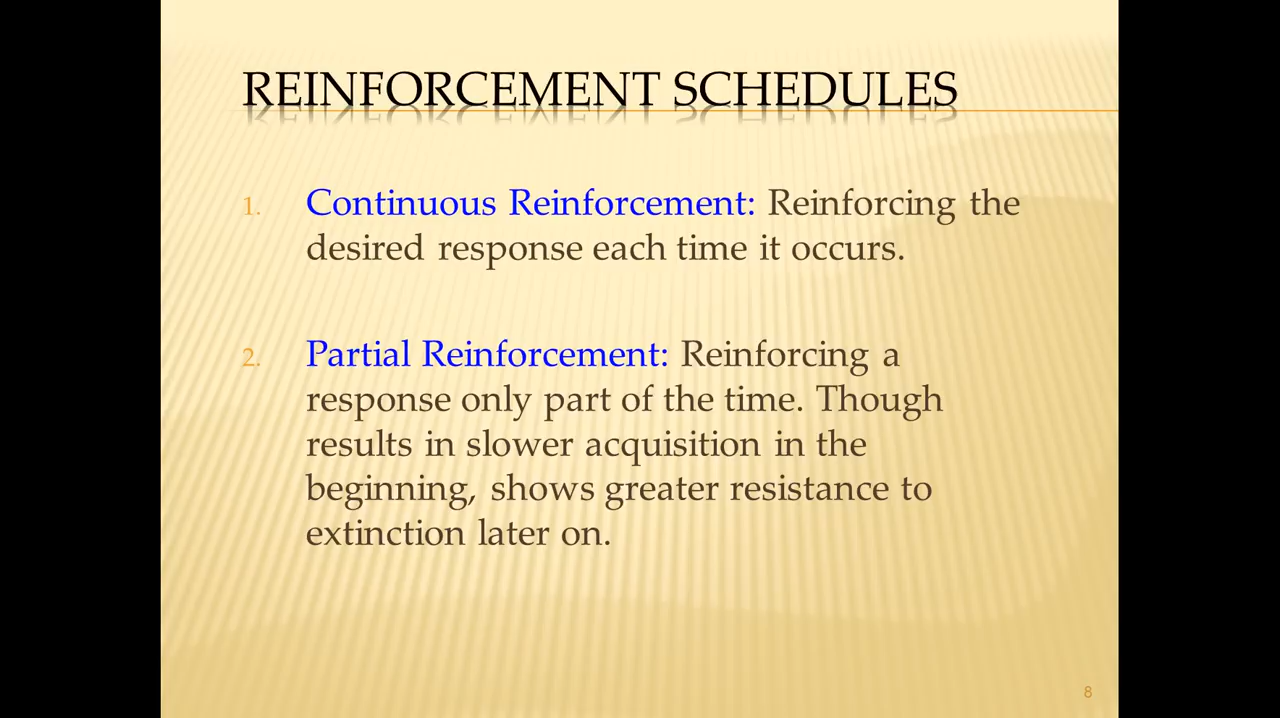 REINFORCEMENT SCHEDULES
1. Continuous Reinforcement: Reinforcing the
desired response each time it occurs.
2. Partial Reinforcement: Reinforcing a
response only part of the time. Though
results in slower acquisition in the
beginning, shows greater resistance to
extinction later on.
8